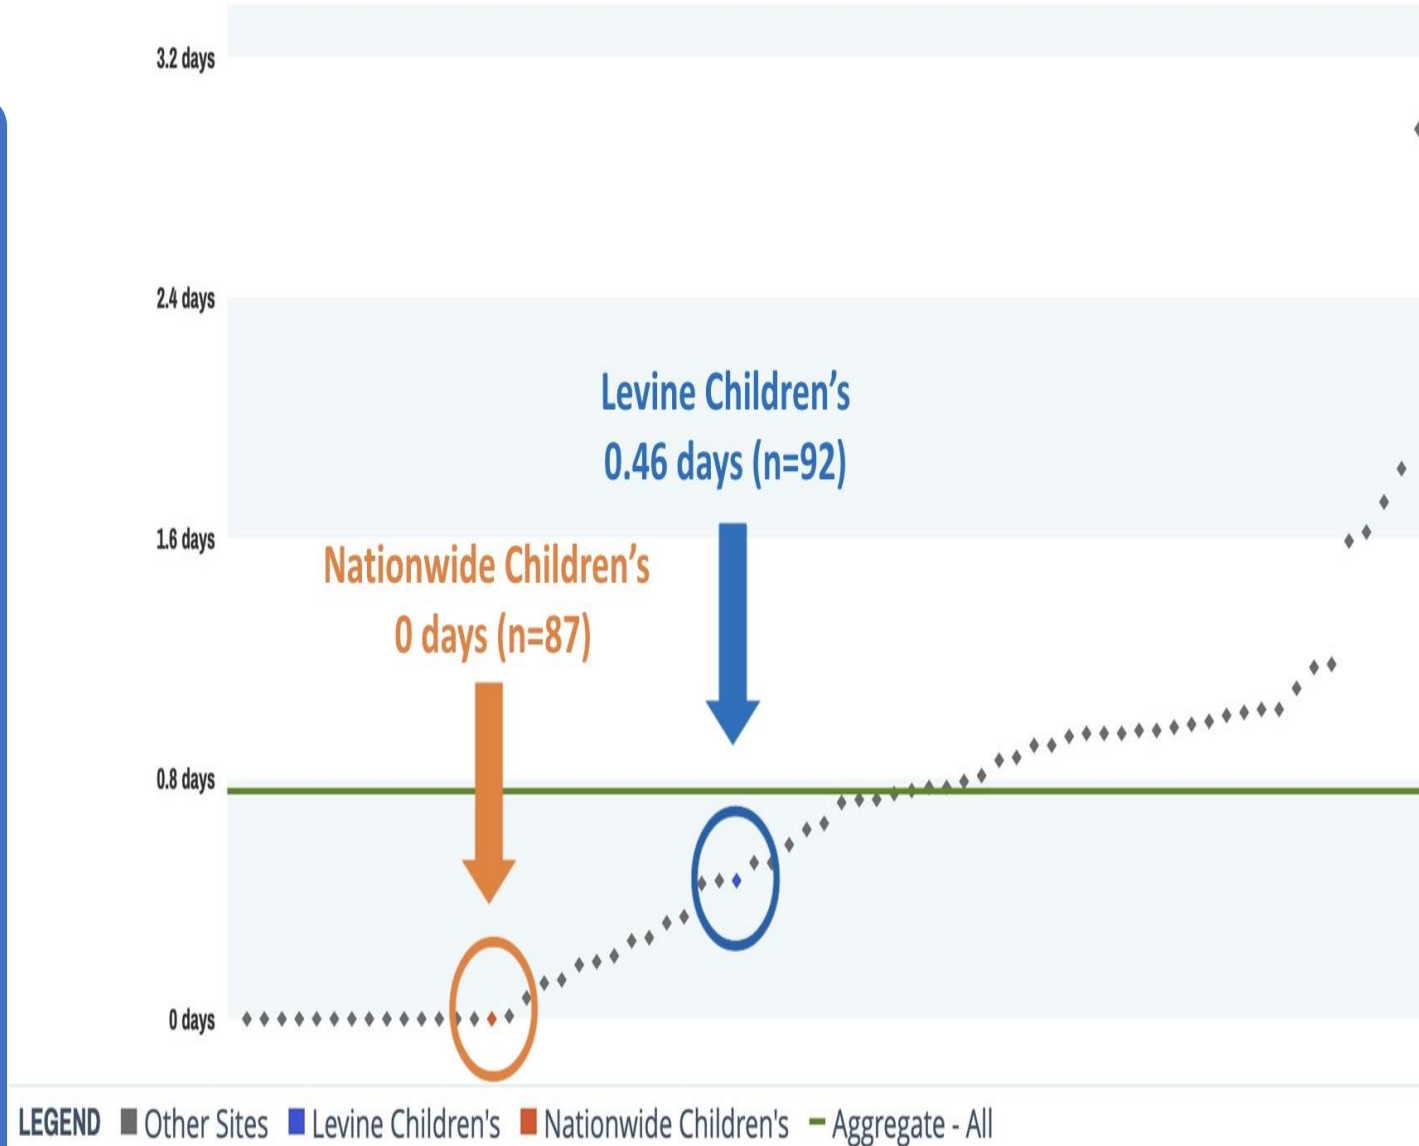 3.2 days
2.4 days
Levine Children’s
0.46 days (n=92)
1.6 days
Nationwide Children’s
0 days (n=87)
0.8 days
0 days
LEGEND Other Sites Levine Children's Nationwide Children's Aggregate - All